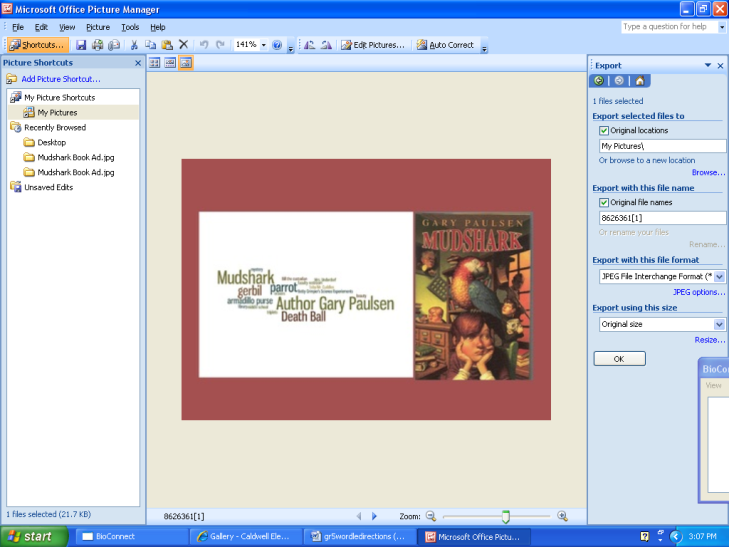 Microsoft Office Picture Manager
File Edit View Picture Tools Help
Type a question for help
Shortcuts...
141%
Edit Pictures...
Auto Correct
Picture Shortcuts
Add Picture Shortcut...
My Picture Shortcuts
My Pictures
Recently Browsed
Desktop
Mudshark Book Ad.jpg
Mudshark Book Ad.jpg
Unsaved Edits
1 files selected (21.7 KB)
GARY PAULSEN
MUDSHARK
Mudshark
gerbil
parrot
armadillo purse
Author Gary Paulsen
Death Ball
8626361[1]
Zoom:
Export
1 files selected
Export selected files to
Original locations
My Pictures\
Or browse to a new location
Browse...
Export with this file name
Original file names
8626361[1]
Or rename your files
Rename...
Export with this file format
JPEG File Interchange Format (*
JPEG options...
Export using this size
Original size
Resize...
OK
BioCo
View
start
BioConnect
Gallery - Caldwell Ele...
gr5wordledirections (...
Microsoft Office Pictu...
3:07 PM